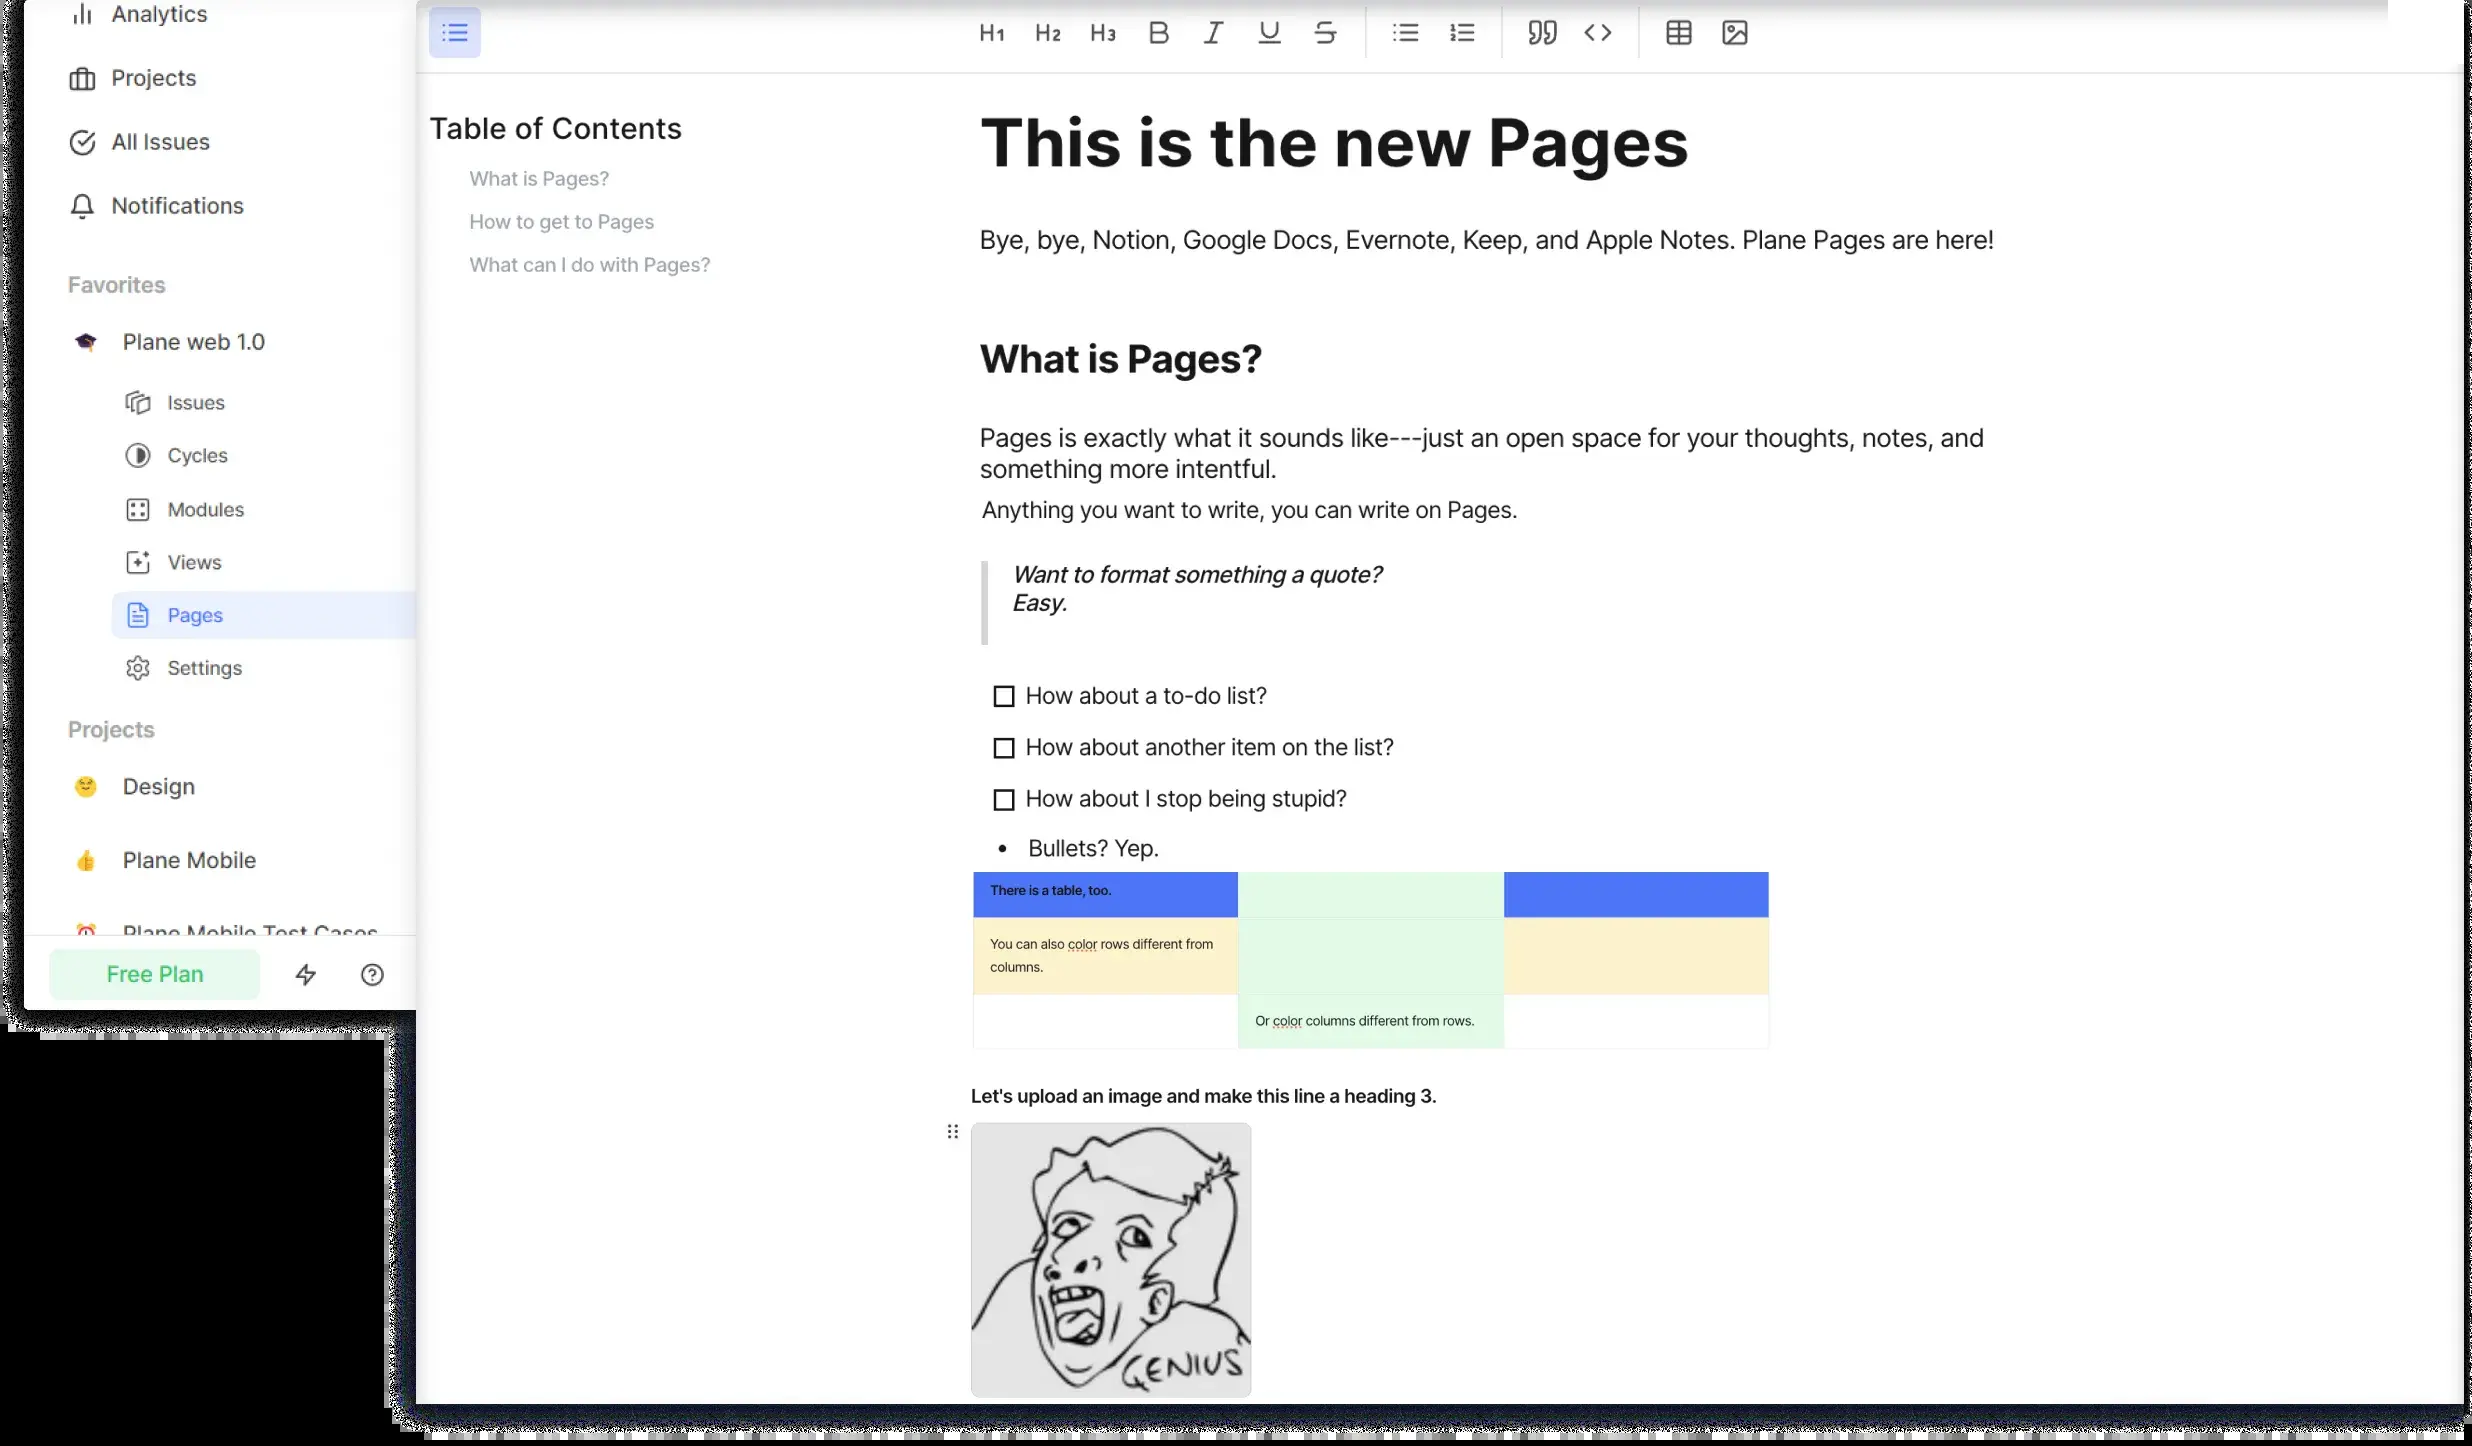 Analytics
Projects
All Issues
Notifications
Favorites
Plane web 1.0
Issues
Cycles
Modules
Views
Pages
Settings
Projects
Design
Plane Mobile
Plane Mobile Test Cases
Free Plan
H1 H2 H3 B I U S
Table of Contents
What is Pages?
How to get to Pages
What can I do with Pages?
This is the new Pages
Bye, bye, Notion, Google Docs, Evernote, Keep, and Apple Notes. Plane Pages are here!
What is Pages?
Pages is exactly what it sounds like---just an open space for your thoughts, notes, and
something more intentful.
Anything you want to write, you can write on Pages.
Want to format something a quote?
Easy.
How about a to-do list?
How about another item on the list?
How about I stop being stupid?
• Bullets? Yep.
There is a table, too.
You can also color rows different from
columns.
Or color columns different from rows.
Let's upload an image and make this line a heading 3.
GENIUS